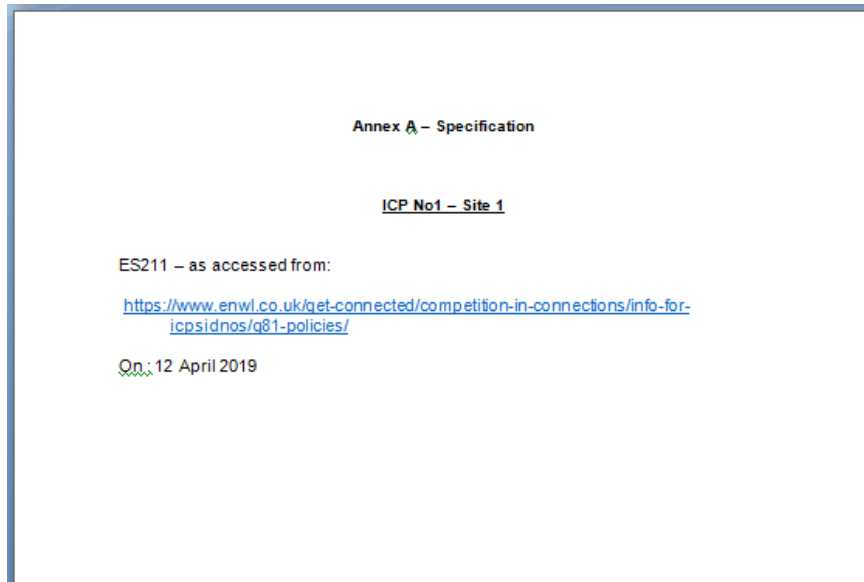 Annex A – Specification
ICP No1 – Site 1
ES211 – as accessed from:
https://www.enwl.co.uk/get-connected/competition-in-connections/info-for-
icpsidnos/g81-policies/
On : 12 April 2019